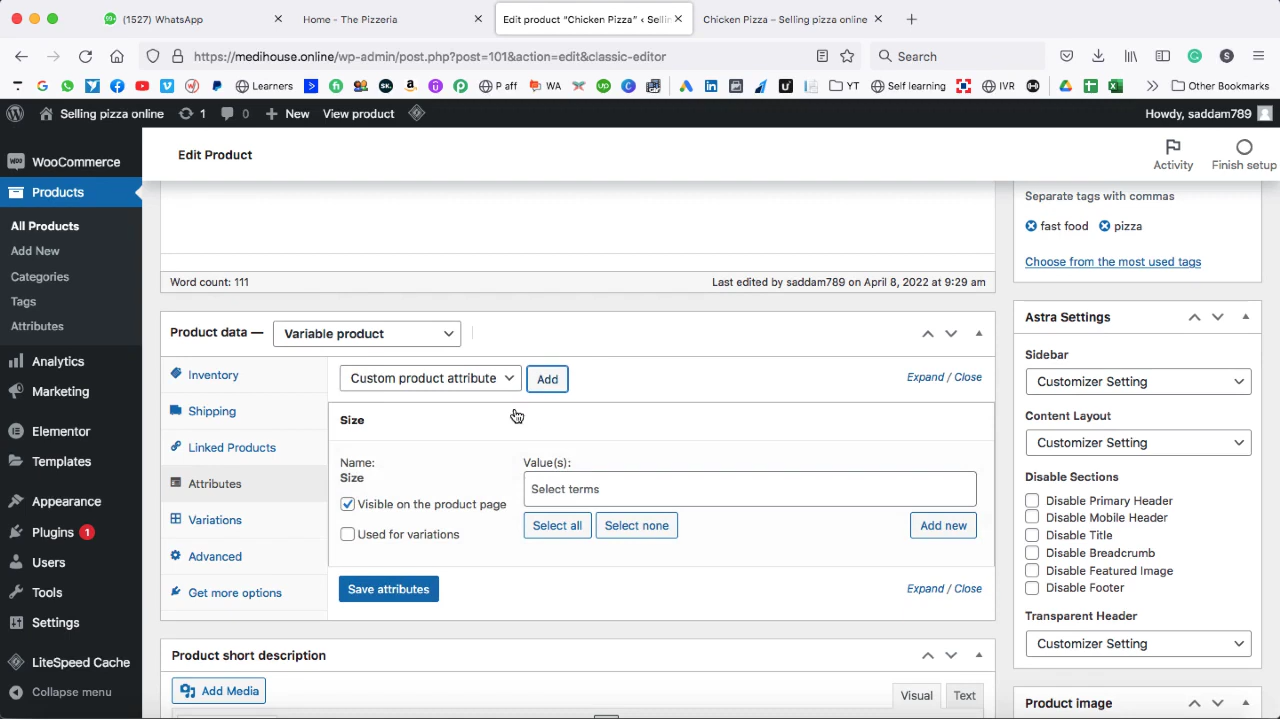 (1527) WhatsApp
Home - The Pizzeria
Edit product "Chicken Pizza" ‹ Sellin
Chicken Pizza – Selling pizza online
https://medihouse.online/wp-admin/post.php?post=101&action=edit&classic-editor
Search
Learners
P aff
WA
YT
Self learning
IVR
Other Bookmarks
Selling pizza online
1
0
New
View product
Howdy, saddam789
WooCommerce
Products
All Products
Add New
Categories
Tags
Attributes
Analytics
Marketing
Elementor
Templates
Appearance
Plugins 1
Users
Tools
Settings
LiteSpeed Cache
Collapse menu
Edit Product
Activity
Finish setup
Word count: 111
Last edited by saddam789 on April 8, 2022 at 9:29 am
Product data —
Variable product
Inventory
Shipping
Linked Products
Attributes
Variations
Advanced
Get more options
Custom product attribute
Add
Expand / Close
Size
Name:
Size
Visible on the product page
Used for variations
Value(s):
Select terms
Select all
Select none
Add new
Save attributes
Expand / Close
Product short description
Add Media
Visual
Text
Separate tags with commas
fast food
pizza
Choose from the most used tags
Astra Settings
Sidebar
Customizer Setting
Content Layout
Customizer Setting
Disable Sections
Disable Primary Header
Disable Mobile Header
Disable Title
Disable Breadcrumb
Disable Featured Image
Disable Footer
Transparent Header
Customizer Setting
Product image